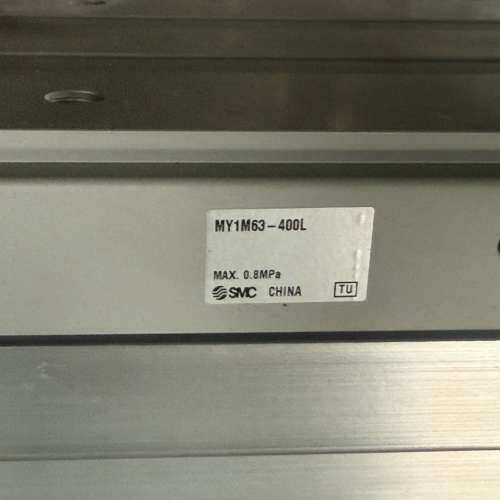 MY1M63-400L
MAX. 0.8MPa
SMC CHINA TU